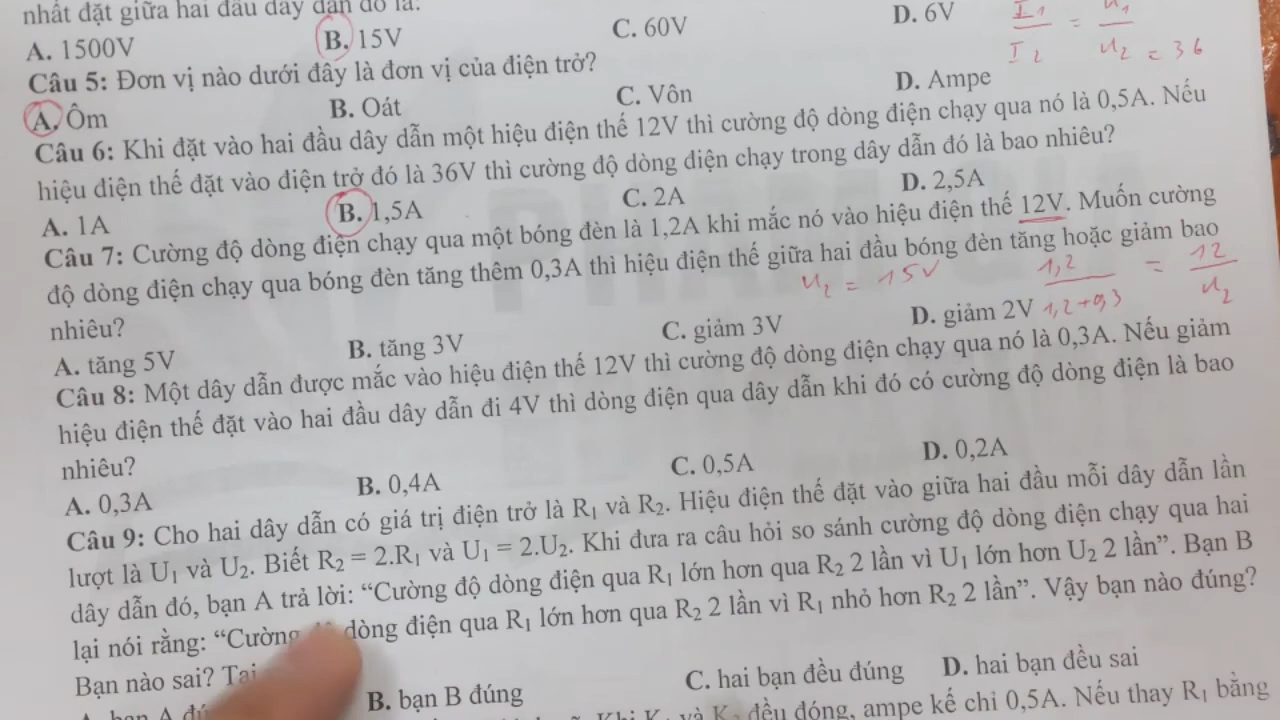 nhất đặt giữa hai đầu dây dẫn đó là:
A. 1500V B. 15V C. 60V D. 6V
I1/I2 = U1/U2 = 36
Câu 5: Đơn vị nào dưới đây là đơn vị của điện trở?
A. Ôm B. Oát C. Vôn D. Ampe
Câu 6: Khi đặt vào hai đầu dây dẫn một hiệu điện thế 12V thì cường độ dòng điện chạy qua nó là 0,5A. Nếu
hiệu điện thế đặt vào điện trở đó là 36V thì cường độ dòng điện chạy trong dây dẫn đó là bao nhiêu?
A. 1A B. 1,5A C. 2A D. 2,5A
Câu 7: Cường độ dòng điện chạy qua một bóng đèn là 1,2A khi mắc nó vào hiệu điện thế 12V. Muốn cường
độ dòng điện chạy qua bóng đèn tăng thêm 0,3A thì hiệu điện thế giữa hai đầu bóng đèn tăng hoặc giảm bao
nhiêu?
U2 = 15V 1,2/1,2+0,3 = 12/U2
A. tăng 5V B. tăng 3V C. giảm 3V D. giảm 2V
Câu 8: Một dây dẫn được mắc vào hiệu điện thế 12V thì cường độ dòng điện chạy qua nó là 0,3A. Nếu giảm
hiệu điện thế đặt vào hai đầu dây dẫn đi 4V thì dòng điện qua dây dẫn khi đó có cường độ dòng điện là bao
nhiêu?
A. 0,3A B. 0,4A C. 0,5A D. 0,2A
Câu 9: Cho hai dây dẫn có giá trị điện trở là R1 và R2. Hiệu điện thế đặt vào giữa hai đầu mỗi dây dẫn lần
lượt là U1 và U2. Biết R2 = 2.R1 và U1 = 2.U2. Khi đưa ra câu hỏi so sánh cường độ dòng điện chạy qua hai
dây dẫn đó, bạn A trả lời: “Cường độ dòng điện qua R1 lớn hơn qua R2 2 lần vì U1 lớn hơn U2 2 lần”. Bạn B
lại nói rằng: “Cường dòng điện qua R1 lớn hơn qua R2 2 lần vì R1 nhỏ hơn R2 2 lần”. Vậy bạn nào đúng?
Bạn nào sai?
B. bạn B đúng C. hai bạn đều đúng D. hai bạn đều sai
đều đóng, ampe kế chỉ 0,5A. Nếu thay R1 bằng